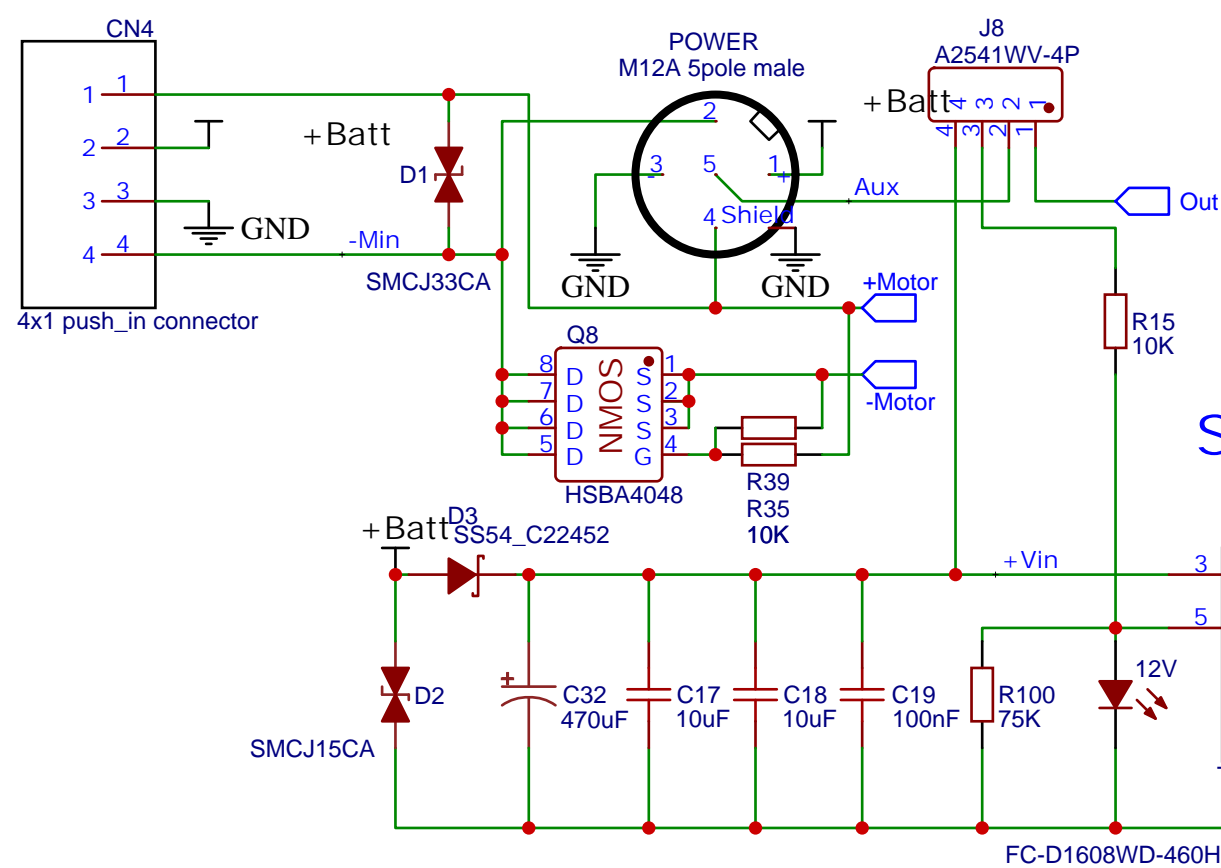 CN4
1 1
2 2
3 3
4 4
4x1 push_in connector
+Batt
GND
-Min
D1
SMCJ33CA
POWER
M12A 5pole male
2
3
-
5
1
+
4 Shield
GND
GND
J8
A2541WV-4P
+Batt
4 3 2 1
4 3 2 1
Aux
Out
+Motor
-Motor
R15
10K
Q8
8 D
7 D
6 D
5 D
NMOS
S 1
S 2
S 3
G 4
HSBA4048
R39
R35
10K
S
+Batt
D3
SS54_C22452
+Vin
3
5
D2
SMCJ15CA
+
C32
470uF
C17
10uF
C18
10uF
C19
100nF
R100
75K
12V
FC-D1608WD-460H